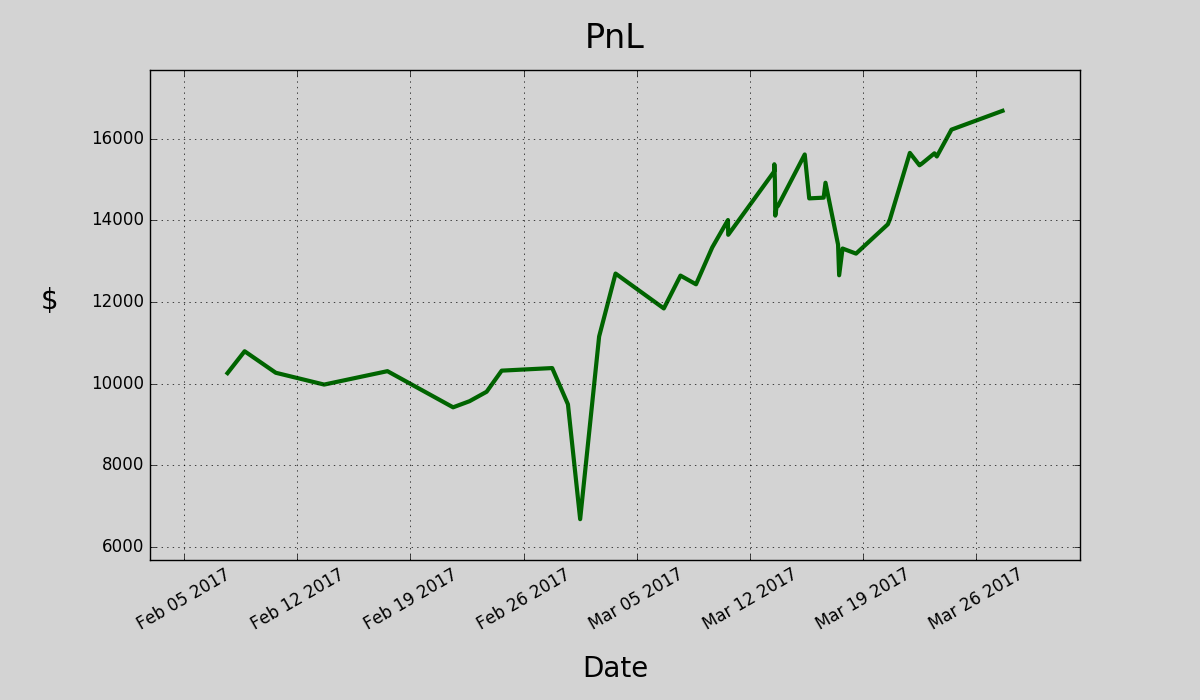 PnL
16000
14000
12000
$
10000
8000
6000
Feb 05 2017
Feb 12 2017
Feb 19 2017
Feb 26 2017
Mar 05 2017
Mar 12 2017
Mar 19 2017
Mar 26 2017
Date